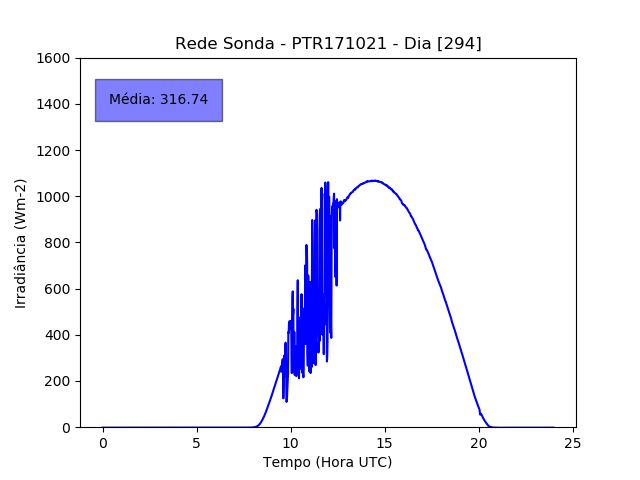 Rede Sonda - PTR171021 - Dia [294]
Média: 316.74
Irradiância (Wm-2)
1600
1400
1200
1000
800
600
400
200
0
0 5 10 15 20 25
Tempo (Hora UTC)